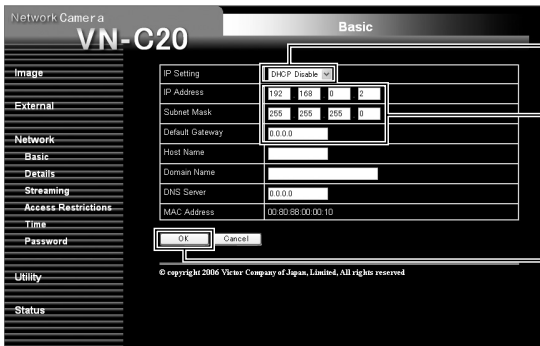 Network Camera
VN-C20
Basic
Image
External
Network
Basic
Details
Streaming
Access Restrictions
Time
Password
Utility
Status
IP Setting DHCP Disable
IP Address 192 168 0 2
Subnet Mask 255 255 255 0
Default Gateway 0.0.0.0
Host Name
Domain Name
DNS Server 0.0.0.0
MAC Address 00:80:88:00:00:10
OK Cancel
© copyright 2006 Victor Company of Japan, Limited, All rights reserved